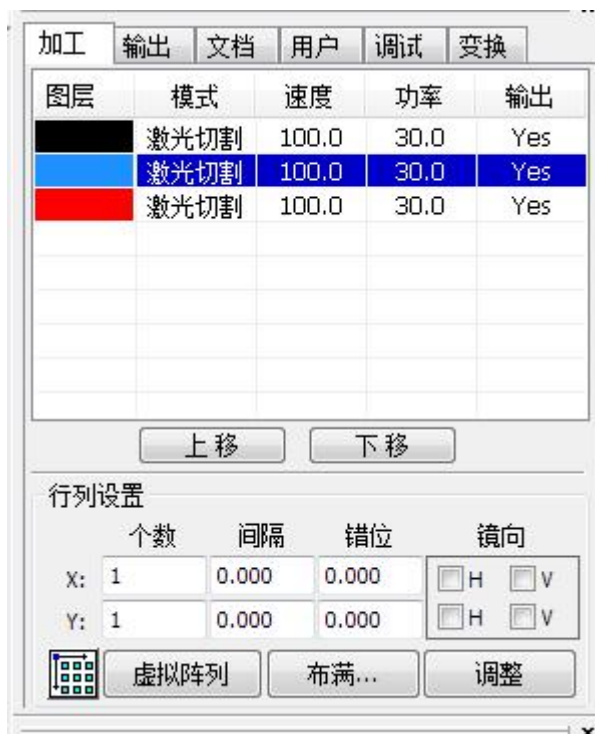 加工 输出 文档 用户 调试 变换
图层 模式 速度 功率 输出
激光切割 100.0 30.0 Yes
激光切割 100.0 30.0 Yes
激光切割 100.0 30.0 Yes
上移 下移
行列设置
个数 间隔 错位 镜向
X: 1 0.000 0.000 H V
Y: 1 0.000 0.000 H V
虚拟阵列 布满... 调整